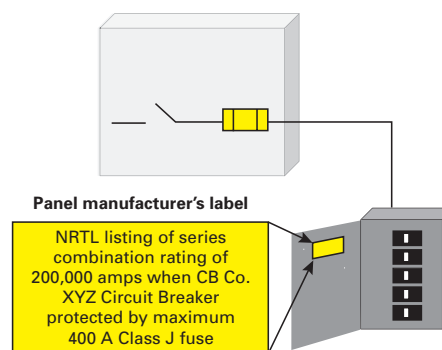 Panel manufacturer's label
NRTL listing of series
combination rating of
200,000 amps when CB Co.
XYZ Circuit Breaker
protected by maximum
400 A Class J fuse